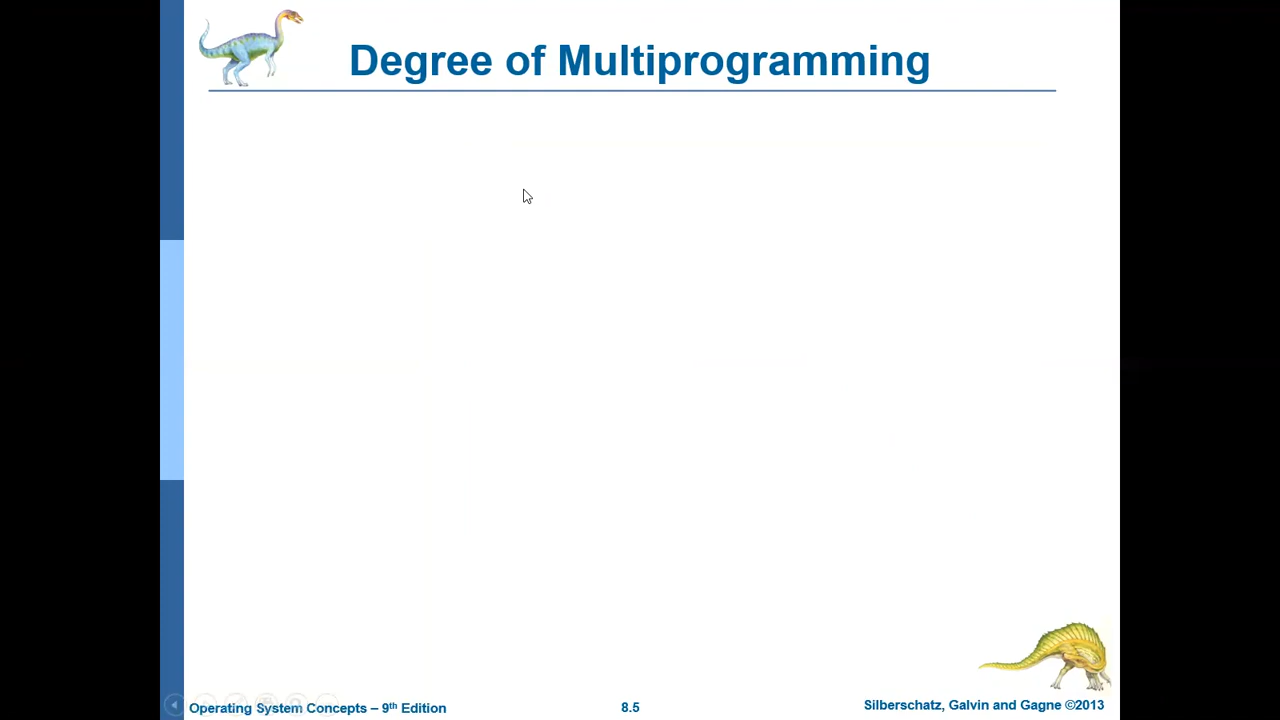 Degree of Multiprogramming
Operating System Concepts – 9th Edition
8.5
Silberschatz, Galvin and Gagne ©2013